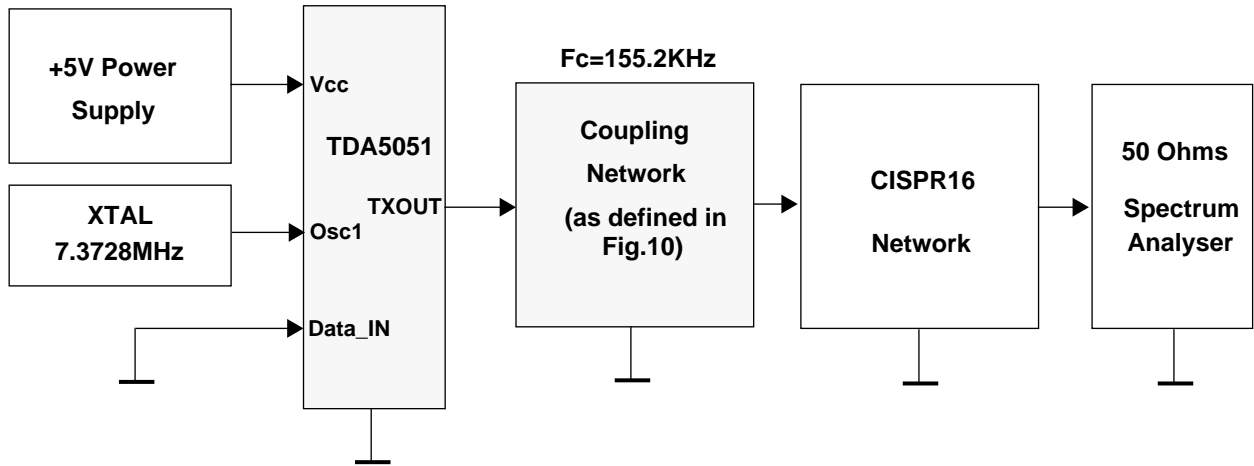 +5V Power
Supply
XTAL
7.3728MHz
Vcc
TDA5051
TXOUT
Osc1
Data_IN
Fc=155.2KHz
Coupling
Network
(as defined in
Fig.10)
CISPR16
Network
50 Ohms
Spectrum
Analyser